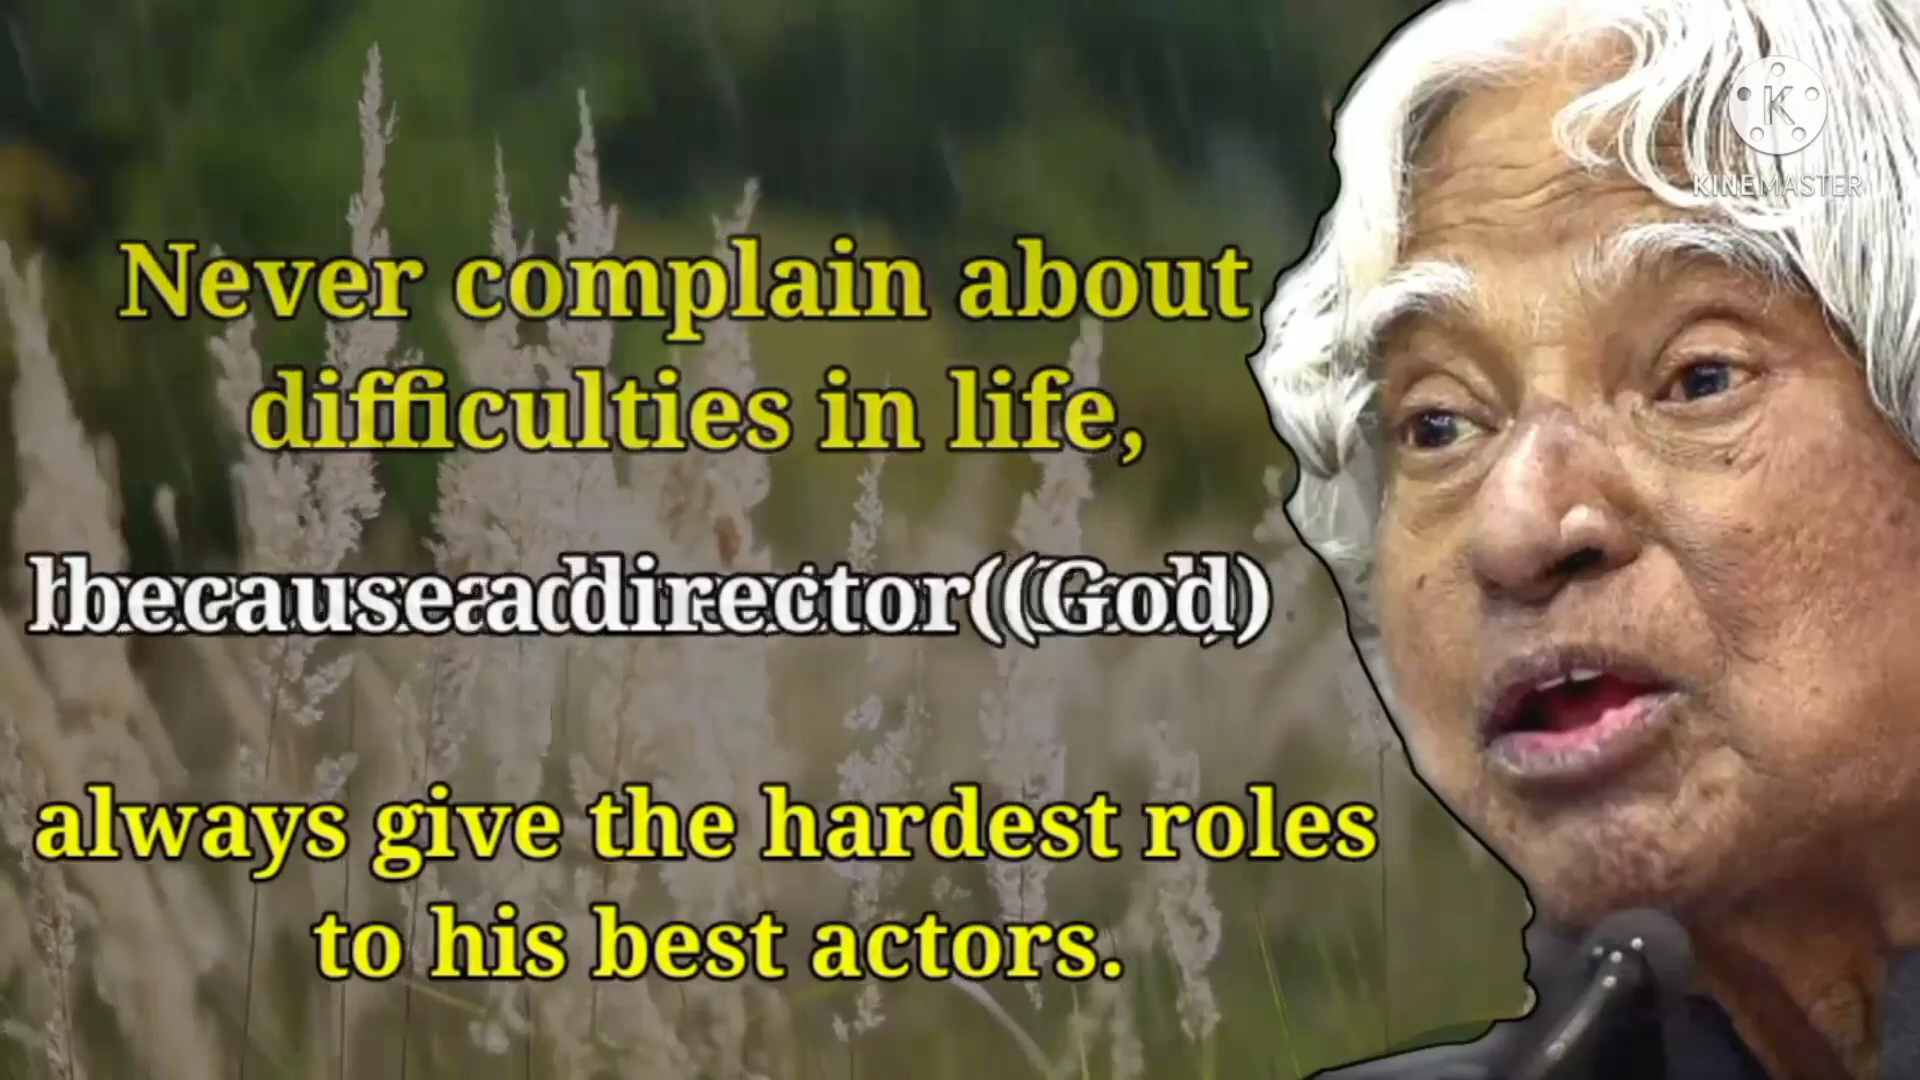 KINEMASTER
Never complain about
difficulties in life,
because a director (God)
always give the hardest roles
to his best actors.